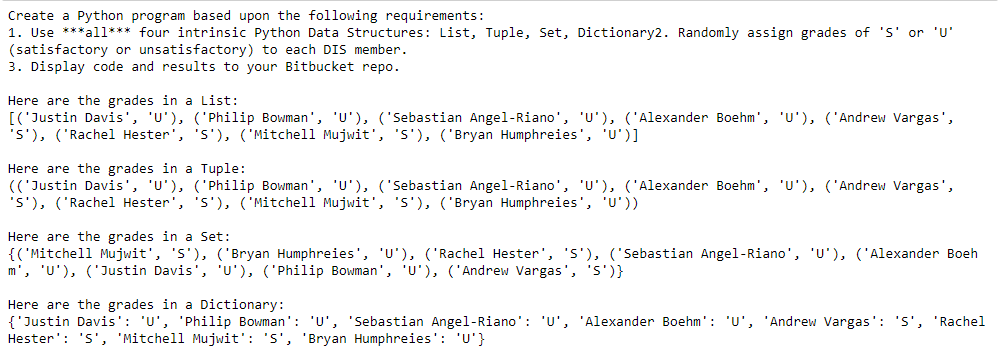 Create a Python program based upon the following requirements:
1. Use ***all*** four intrinsic Python Data Structures: List, Tuple, Set, Dictionary2. Randomly assign grades of 'S' or 'U'
(satisfactory or unsatisfactory) to each DIS member.
3. Display code and results to your Bitbucket repo.

Here are the grades in a List:
[('Justin Davis', 'U'), ('Philip Bowman', 'U'), ('Sebastian Angel-Riano', 'U'), ('Alexander Boehm', 'U'), ('Andrew Vargas',
'S'), ('Rachel Hester', 'S'), ('Mitchell Mujwit', 'S'), ('Bryan Humphreies', 'U')]

Here are the grades in a Tuple:
(('Justin Davis', 'U'), ('Philip Bowman', 'U'), ('Sebastian Angel-Riano', 'U'), ('Alexander Boehm', 'U'), ('Andrew Vargas',
'S'), ('Rachel Hester', 'S'), ('Mitchell Mujwit', 'S'), ('Bryan Humphreies', 'U'))

Here are the grades in a Set:
{('Mitchell Mujwit', 'S'), ('Bryan Humphreies', 'U'), ('Rachel Hester', 'S'), ('Sebastian Angel-Riano', 'U'), ('Alexander Boeh
m', 'U'), ('Justin Davis', 'U'), ('Philip Bowman', 'U'), ('Andrew Vargas', 'S')}

Here are the grades in a Dictionary:
{'Justin Davis': 'U', 'Philip Bowman': 'U', 'Sebastian Angel-Riano': 'U', 'Alexander Boehm': 'U', 'Andrew Vargas': 'S', 'Rachel
Hester': 'S', 'Mitchell Mujwit': 'S', 'Bryan Humphreies': 'U'}